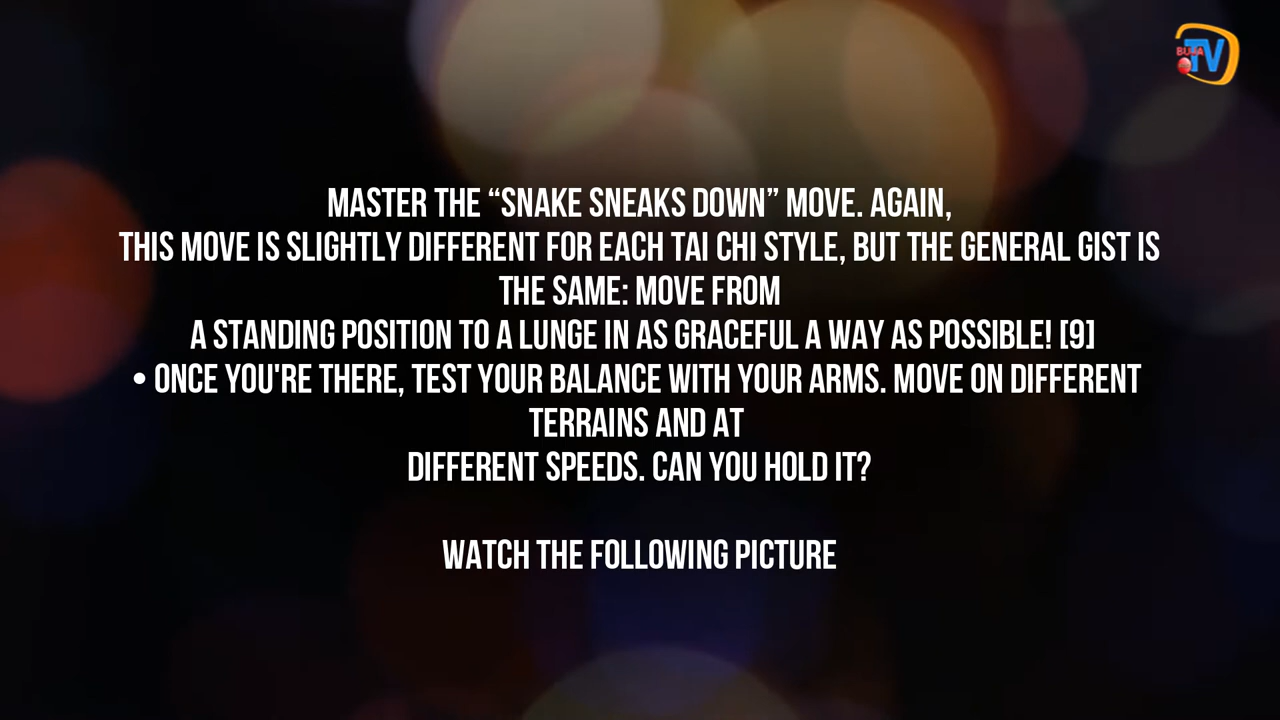 BUJA
TV
MASTER THE “SNAKE SNEAKS DOWN” MOVE. AGAIN,
THIS MOVE IS SLIGHTLY DIFFERENT FOR EACH TAI CHI STYLE, BUT THE GENERAL GIST IS
THE SAME: MOVE FROM
A STANDING POSITION TO A LUNGE IN AS GRACEFUL A WAY AS POSSIBLE! [9]
• ONCE YOU'RE THERE, TEST YOUR BALANCE WITH YOUR ARMS. MOVE ON DIFFERENT
TERRAINS AND AT
DIFFERENT SPEEDS. CAN YOU HOLD IT?
WATCH THE FOLLOWING PICTURE